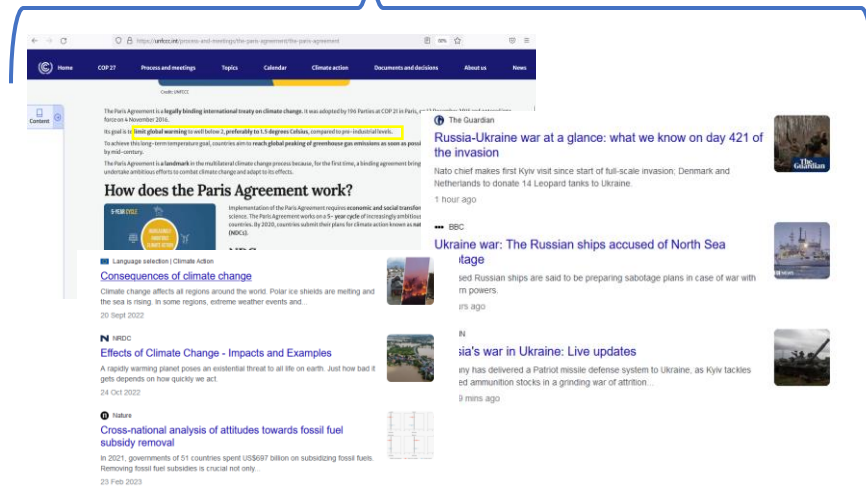 https://unfccc.int/process-and-meetings/the-paris-agreement/the-paris-agreement
Home COP 27 Process and meetings Topics Calendar Climate action Documents and decisions About us News
Credit: UNFCCC
Content
The Paris Agreement is a legally binding international treaty on climate change. It was adopted by 196 Parties at COP 21 in Paris,
force on 4 November 2016.
Its goal is to limit global warming to well below 2, preferably to 1.5 degrees Celsius, compared to pre-industrial levels.
To achieve this long-term temperature goal, countries aim to reach global peaking of greenhouse gas emissions as soon as
by mid-century.
The Paris Agreement is a landmark in the multilateral climate change process because, for the first time, a binding agreement
undertake ambitious efforts to combat climate change and adapt to its effects.
How does the Paris Agreement work?
5-YEAR CYCLE
Implementation of the Paris Agreement requires economic and social
science. The Paris Agreement works on a 5-year cycle of increasingly ambitious
countries. By 2020, countries submit their plans for climate action known as
(NDCs).
The Guardian
Russia-Ukraine war at a glance: what we know on day 421 of
the invasion
Nato chief makes first Kyiv visit since start of full-scale invasion; Denmark and
Netherlands to donate 14 Leopard tanks to Ukraine.
1 hour ago
The Guardian
BBC
Ukraine war: The Russian ships accused of North Sea
Russian ships are said to be preparing sabotage plans in case of war with
powers.
ago
NEWS
war in Ukraine: Live updates
has delivered a Patriot missile defense system to Ukraine, as Kyiv tackles
ammunition stocks in a grinding war of attrition...
9 mins ago
Language selection | Climate Action
Consequences of climate change
Climate change affects all regions around the world. Polar ice shields are melting and
the sea is rising. In some regions, extreme weather events and...
20 Sept 2022
NRDC
Effects of Climate Change - Impacts and Examples
A rapidly warming planet poses an existential threat to all life on earth. Just how bad it
gets depends on how quickly we act.
24 Oct 2022
Nature
Cross-national analysis of attitudes towards fossil fuel
subsidy removal
In 2021, governments of 51 countries spent US$697 billion on subsidizing fossil fuels.
Removing fossil fuel subsidies is crucial not only...
23 Feb 2023